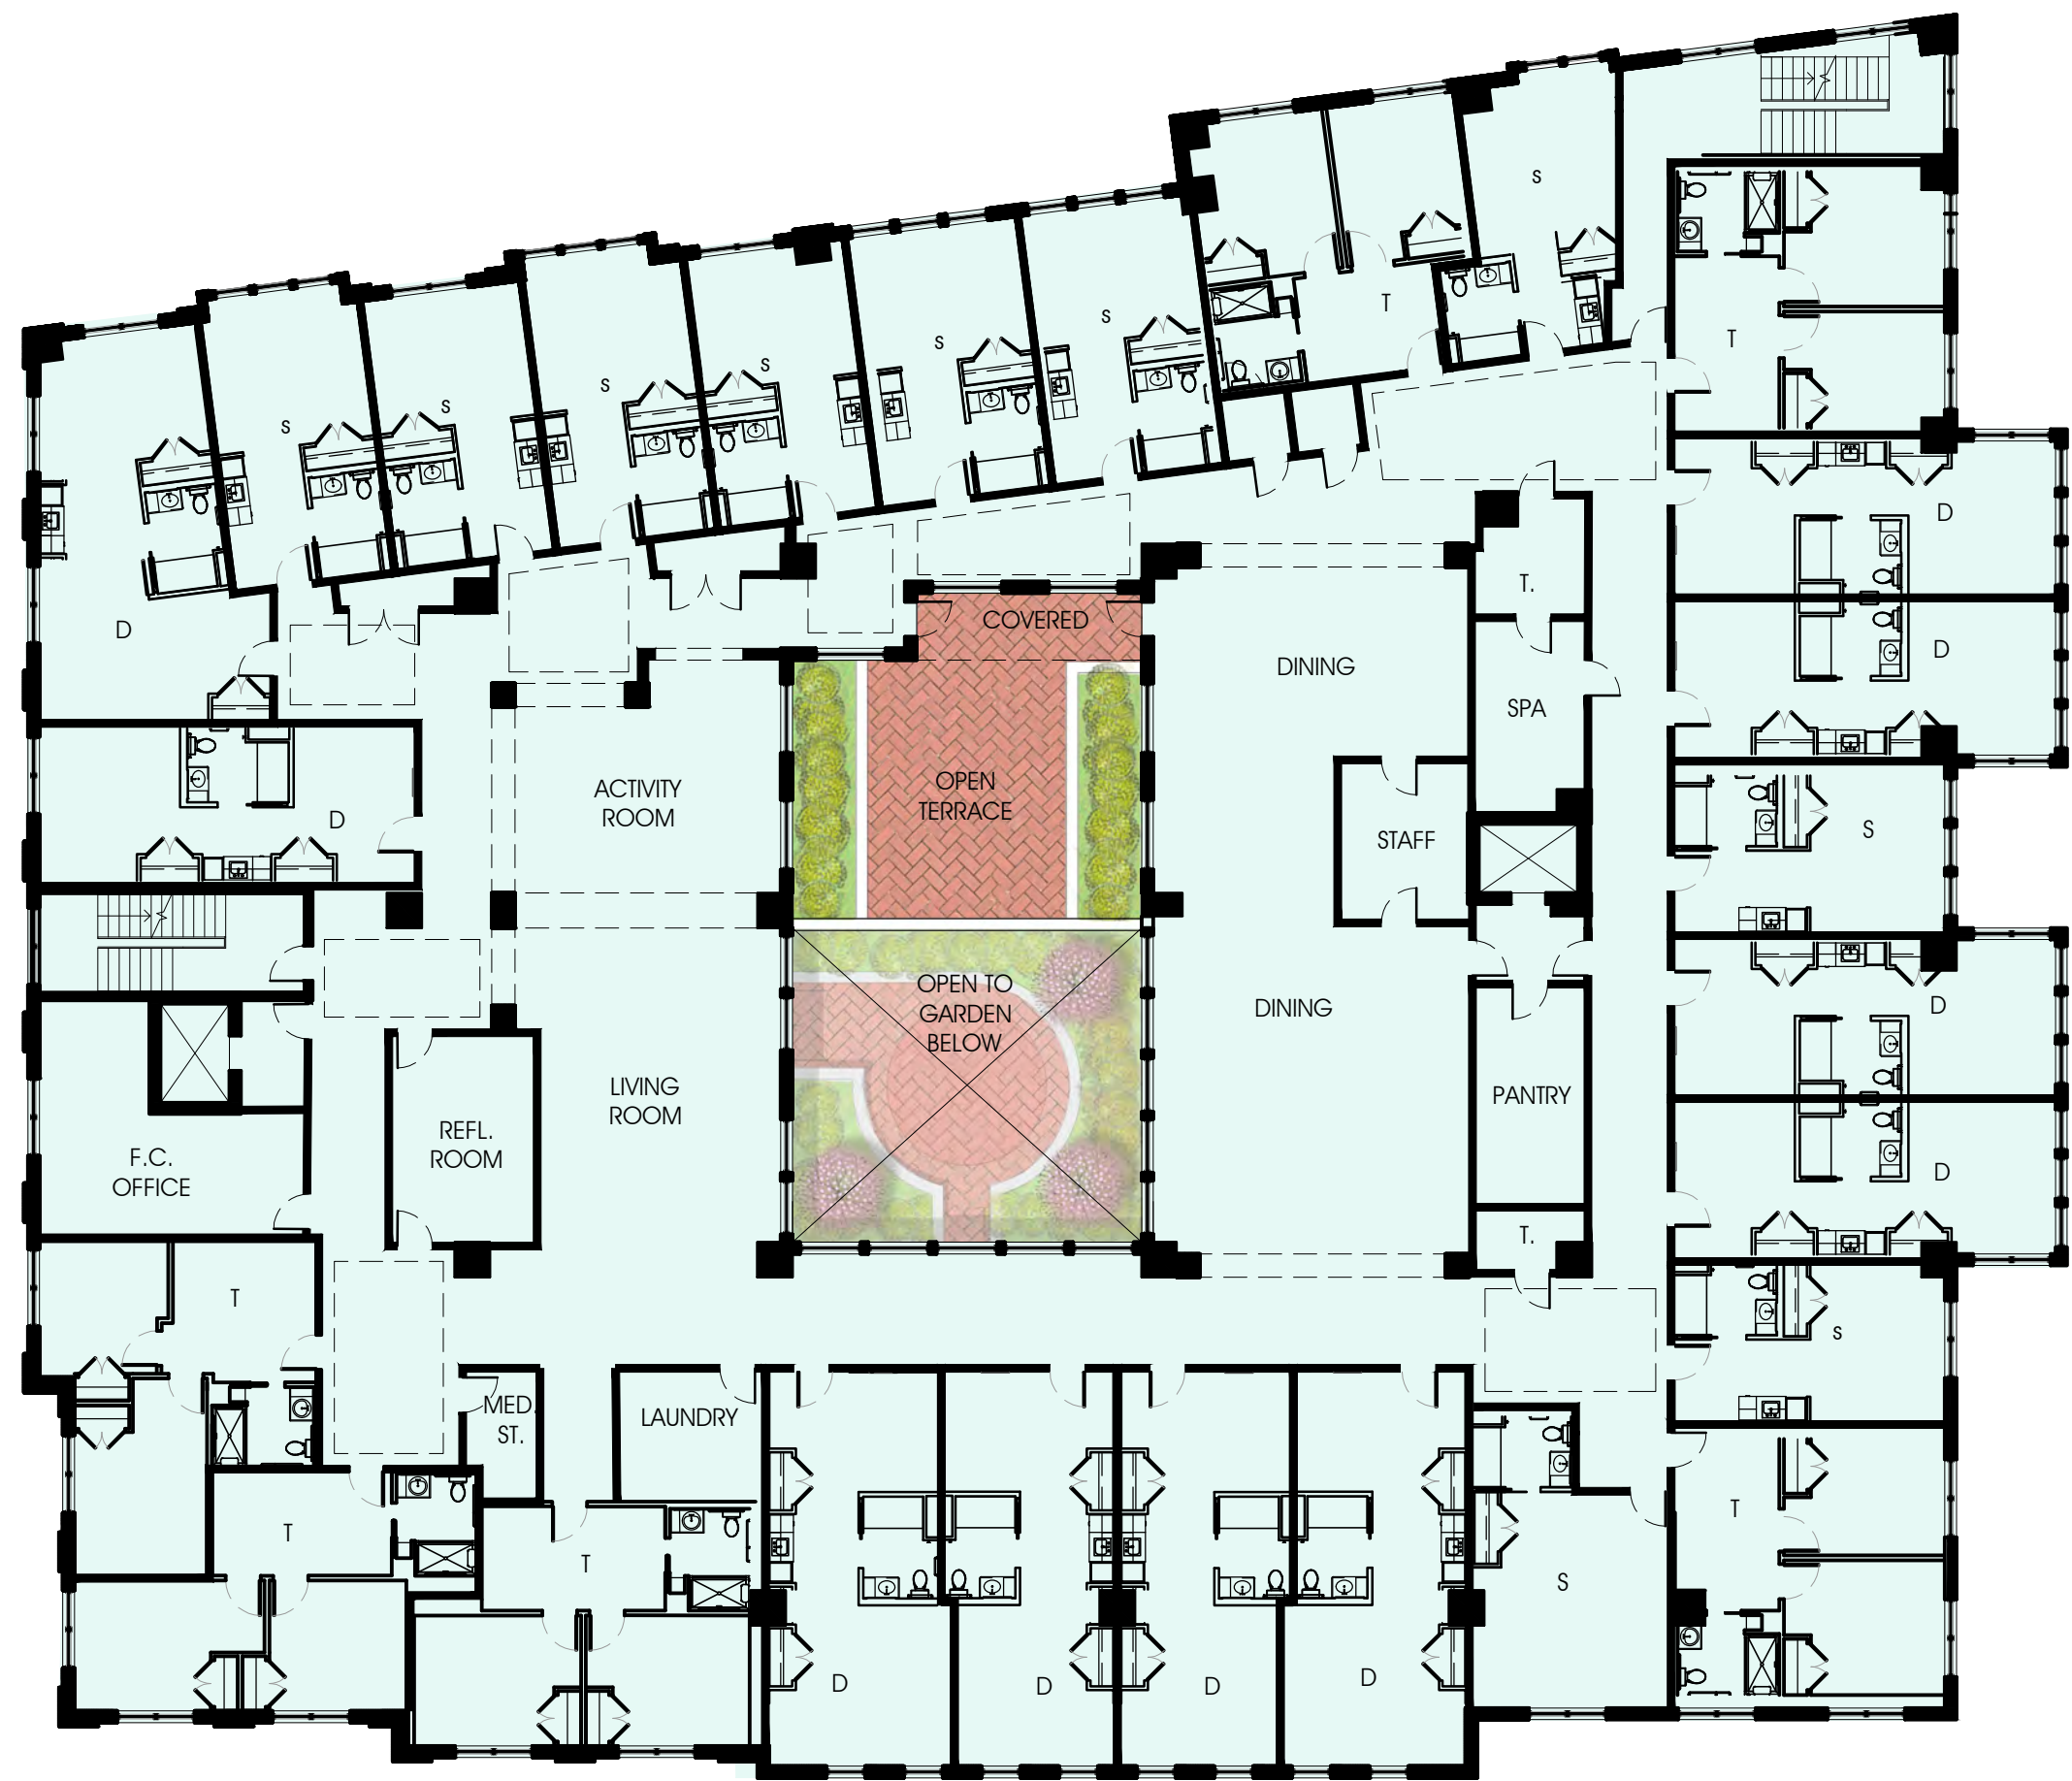 s
T
s
T
s
s
s
s
s
s
s
D
D
T.
COVERED
DINING
D
D
SPA
ACTIVITY
ROOM
OPEN
TERRACE
D
STAFF
S
OPEN TO
GARDEN
BELOW
DINING
D
LIVING
ROOM
PANTRY
REFL.
ROOM
F.C.
OFFICE
D
T.
T
s
MED.
ST.
LAUNDRY
T
T
T
S
D
D
D
D